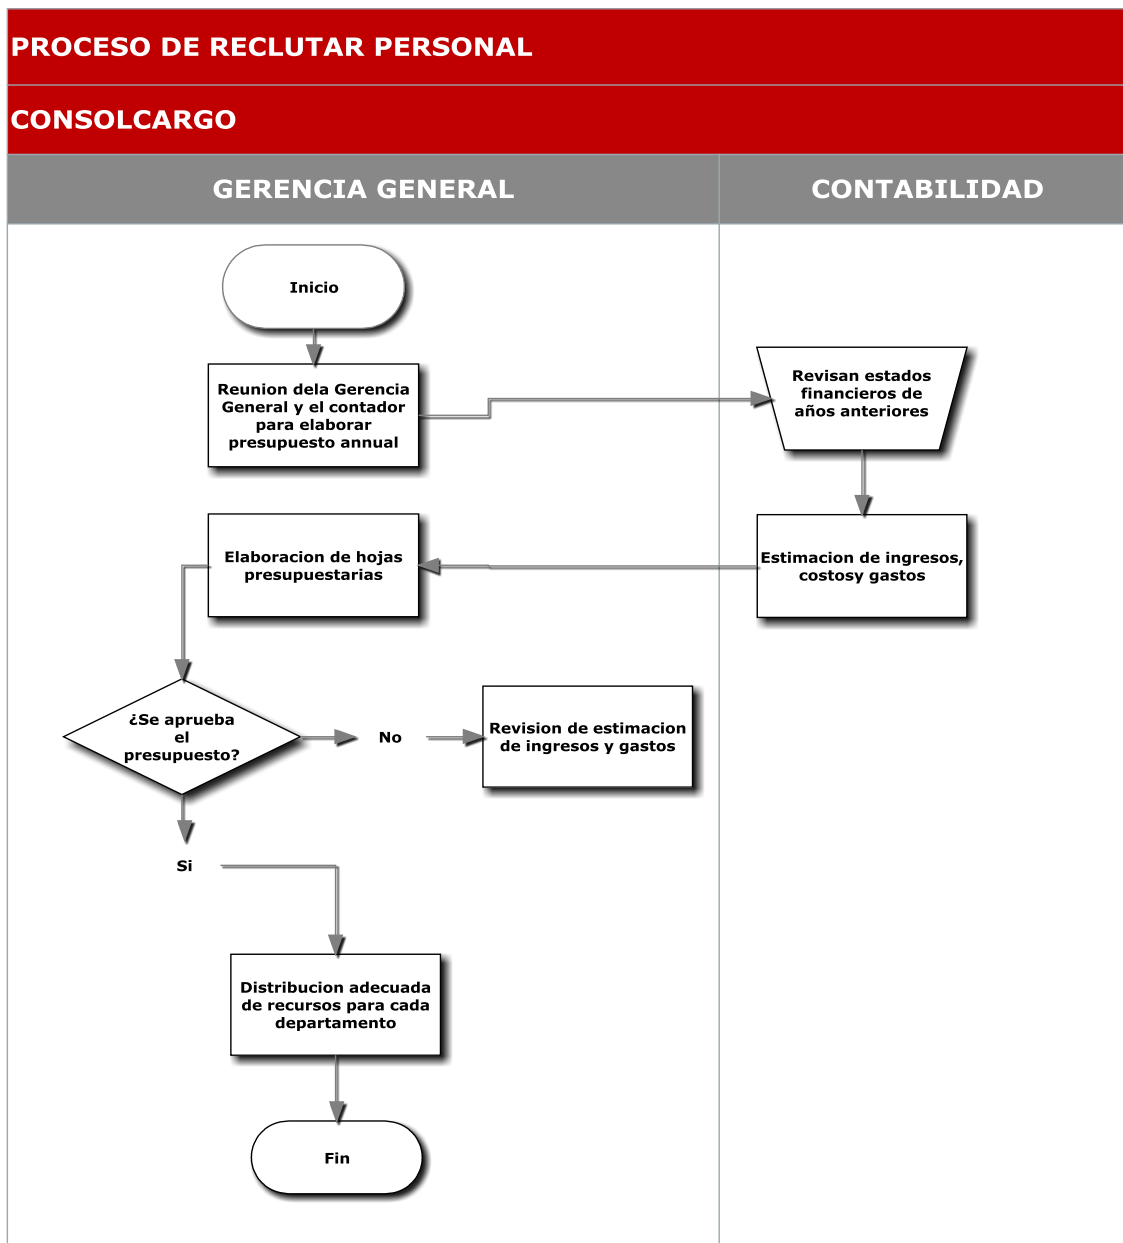 PROCESO DE RECLUTAR PERSONAL
CONSOLCARGO
GERENCIA GENERAL
CONTABILIDAD
Inicio
Reunion dela Gerencia
General y el contador
para elaborar
presupuesto annual
Revisan estados
financieros de
años anteriores
Elaboracion de hojas
presupuestarias
Estimacion de ingresos,
costosy gastos
¿Se aprueba
el
presupuesto?
No
Revision de estimacion
de ingresos y gastos
Si
Distribucion adecuada
de recursos para cada
departamento
Fin